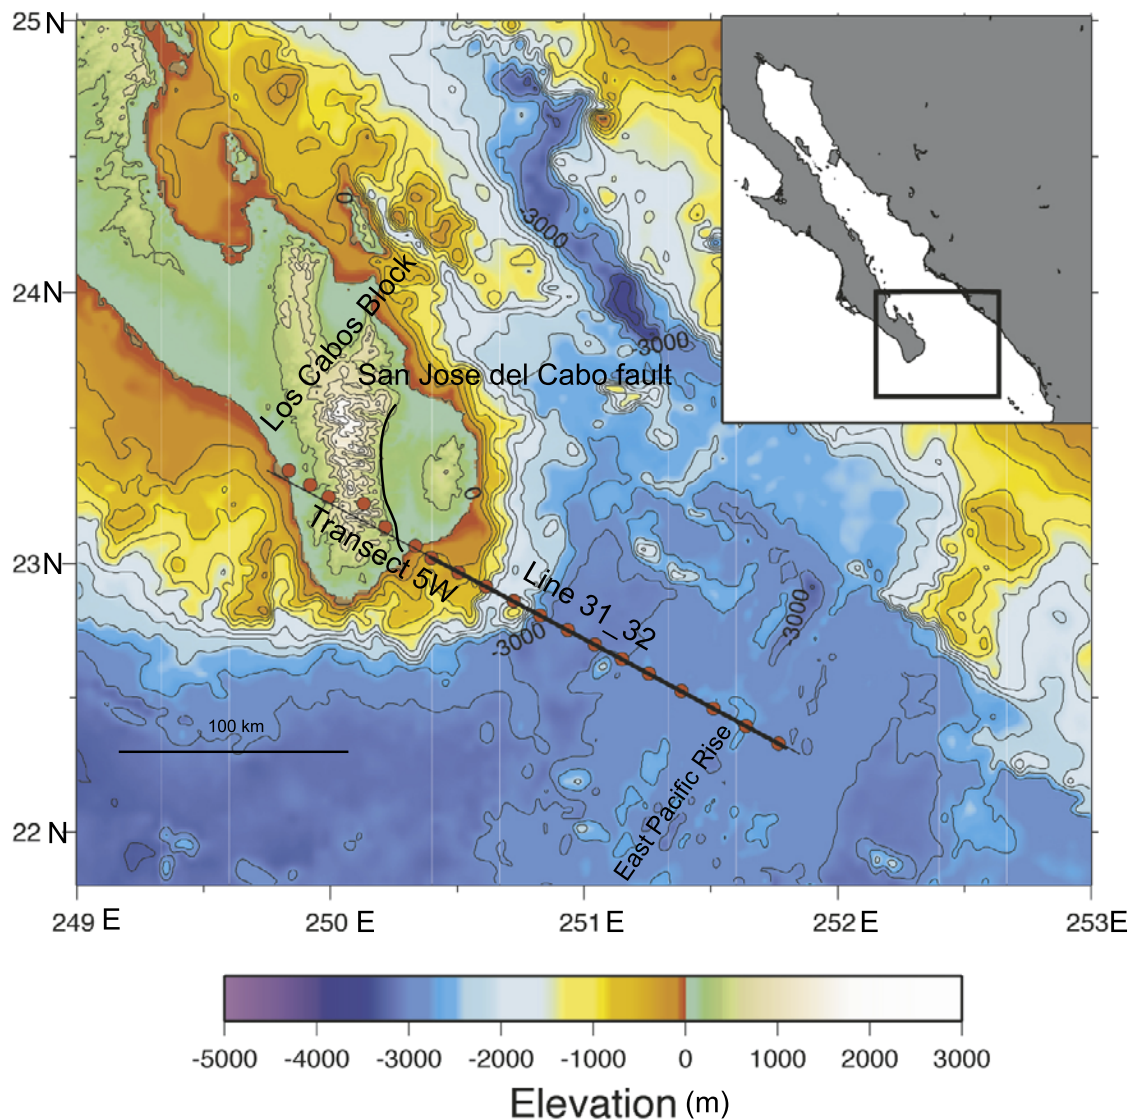 25 N
24 N
23 N
22 N
0
-3000
Los Cabos Block
-3000
San Jose del Cabo fault
0
Transect 5W
Line 31_32
-3000
-3000
100 km
East Pacific Rise
249 E
250 E
251 E
252 E
253 E
-5000
-4000
-3000
-2000
-1000
0
1000
2000
3000
Elevation (m)